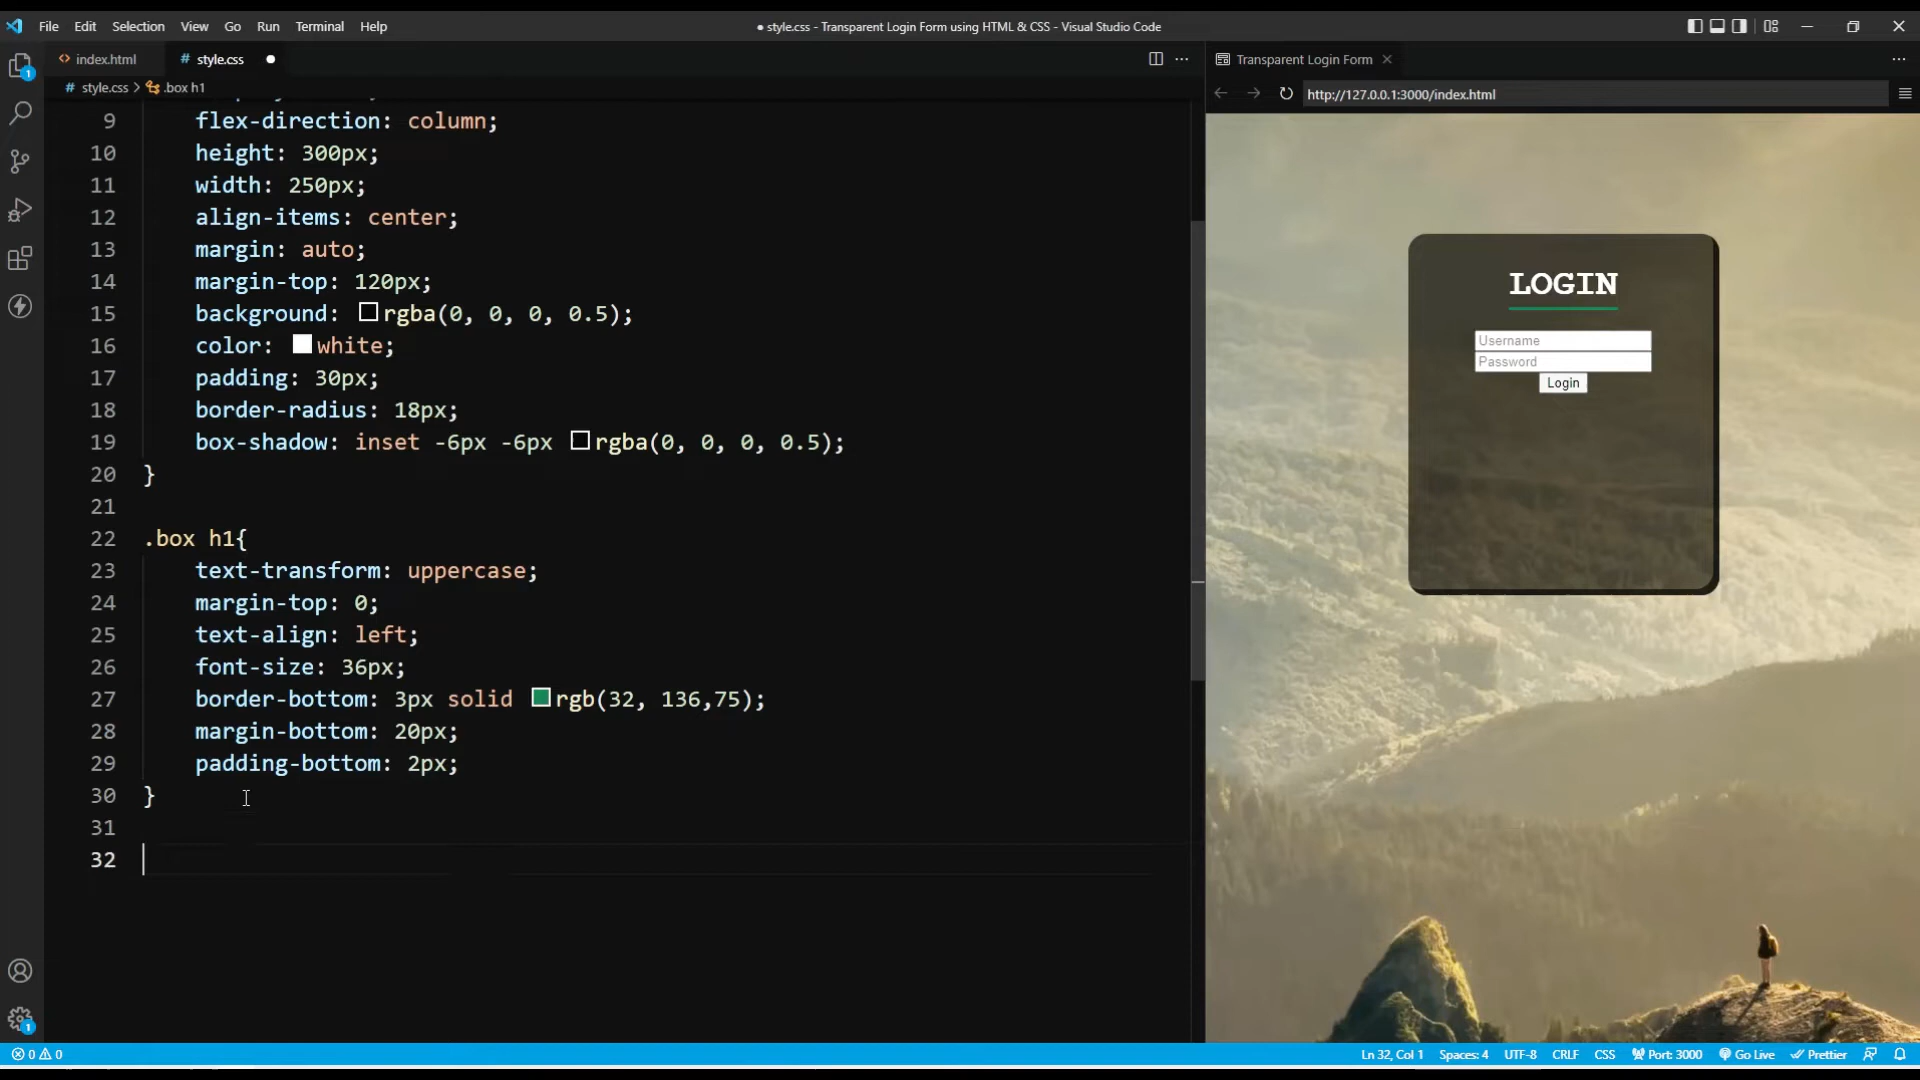 File Edit Selection View Go Run Terminal Help
● style.css - Transparent Login Form using HTML & CSS - Visual Studio Code
index.html
# style.css ●
# style.css > .box h1
9 flex-direction: column;
10 height: 300px;
11 width: 250px;
12 align-items: center;
13 margin: auto;
14 margin-top: 120px;
15 background: rgba(0, 0, 0, 0.5);
16 color: white;
17 padding: 30px;
18 border-radius: 18px;
19 box-shadow: inset -6px -6px rgba(0, 0, 0, 0.5);
20 }
21
22 .box h1{
23 text-transform: uppercase;
24 margin-top: 0;
25 text-align: left;
26 font-size: 36px;
27 border-bottom: 3px solid rgb(32, 136,75);
28 margin-bottom: 20px;
29 padding-bottom: 2px;
30 }
31
32
Transparent Login Form
http://127.0.0.1:3000/index.html
LOGIN
Username
Password
Login
1
1
0 0 Ln 32, Col 1 Spaces: 4 UTF-8 CRLF CSS Port: 3000 Go Live Prettier